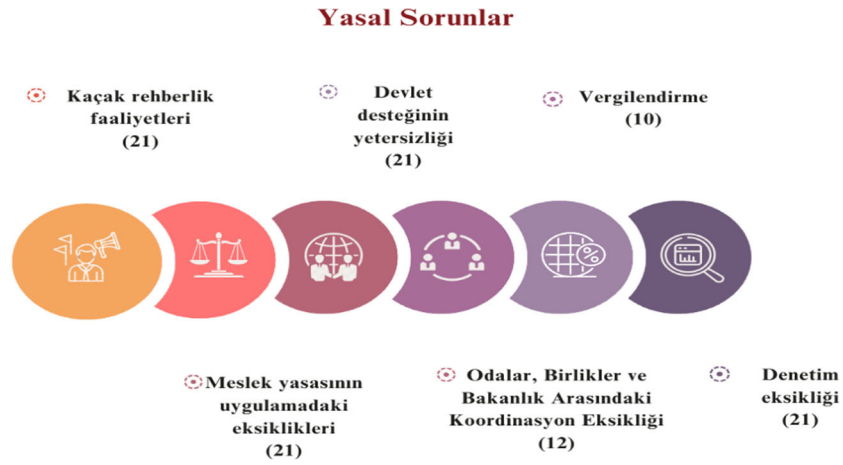 Yasal Sorunlar
Kaçak rehberlik
faaliyetleri
(21)
Devlet
desteğinin
yetersizliği
(21)
Vergilendirme
(10)
%
Meslek yasasının
uygulamadaki
eksiklikleri
(21)
Odalar, Birlikler ve
Bakanlık Arasındaki
Koordinasyon Eksikliği
(12)
Denetim
eksikliği
(21)